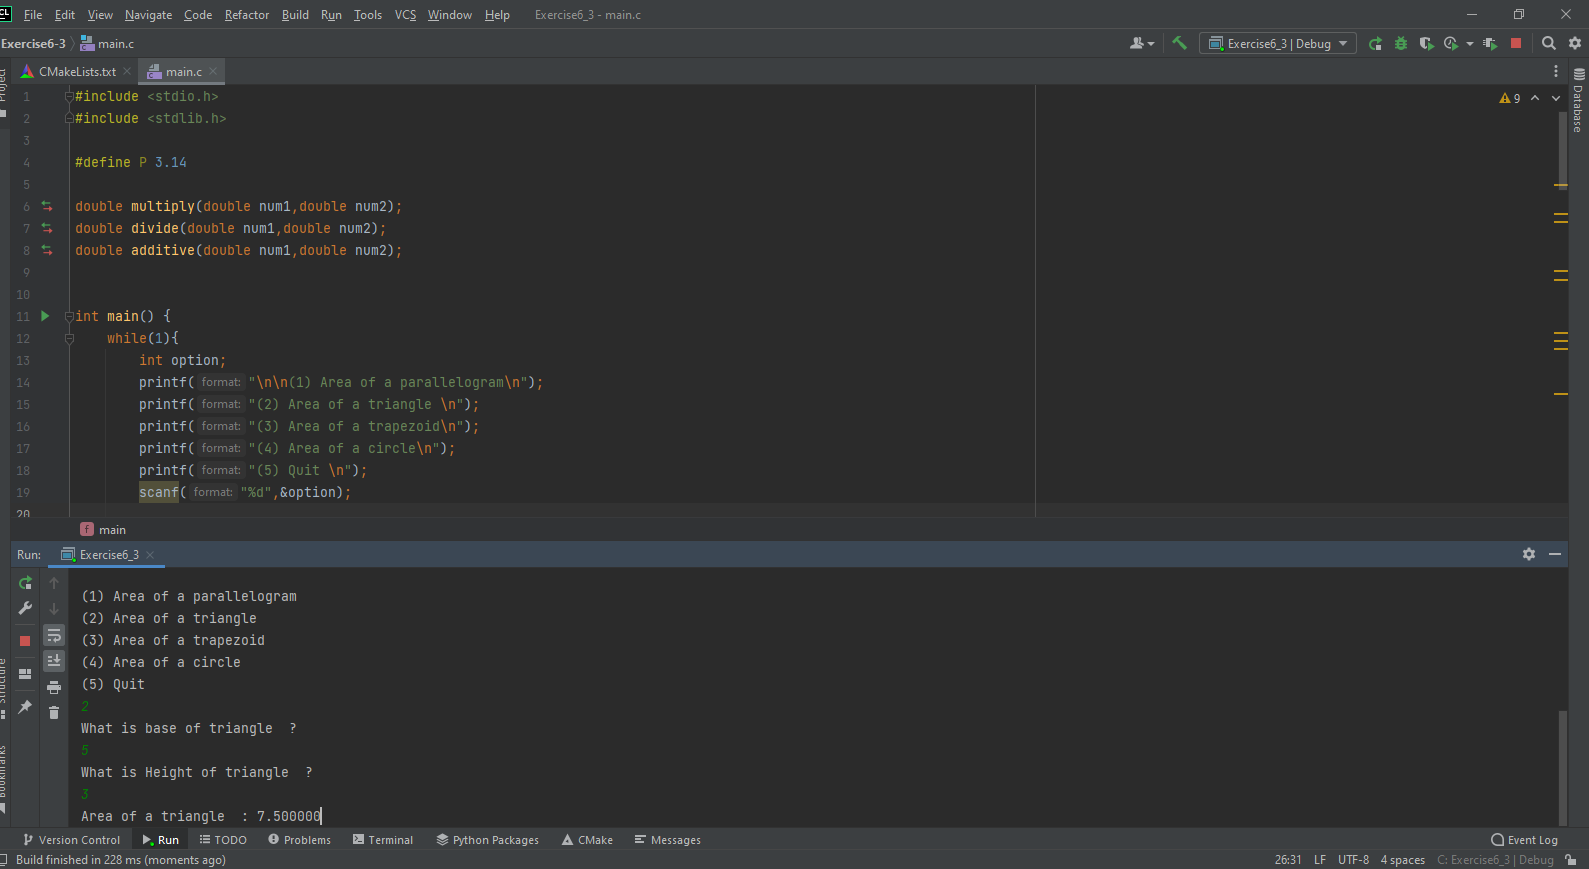 CL File Edit View Navigate Code Refactor Build Run Tools VCS Window Help Exercise6_3 - main.c
Exercise6-3 main.c Exercise6_3 | Debug
Project CMakeLists.txt main.c
1 #include <stdio.h>
9
2 #include <stdlib.h>
Database
3
4 #define P 3.14
5
6 double multiply(double num1,double num2);
7 double divide(double num1,double num2);
8 double additive(double num1,double num2);
9
10
11 int main() {
12 while(1){
13 int option;
14 printf( format: "\n\n(1) Area of a parallelogram\n");
15 printf( format: "(2) Area of a triangle \n");
16 printf( format: "(3) Area of a trapezoid\n");
17 printf( format: "(4) Area of a circle\n");
18 printf( format: "(5) Quit \n");
19 scanf( format: "%d",&option);
20
f main
Run: Exercise6_3
(1) Area of a parallelogram
(2) Area of a triangle
(3) Area of a trapezoid
(4) Area of a circle
(5) Quit
2
What is base of triangle  ?
5
What is Height of triangle  ?
3
Area of a triangle  : 7.500000
Structure
Bookmarks
Version Control Run TODO Problems Terminal Python Packages CMake Messages Event Log
Build finished in 228 ms (moments ago) 26:31 LF UTF-8 4 spaces C: Exercise6_3 | Debug